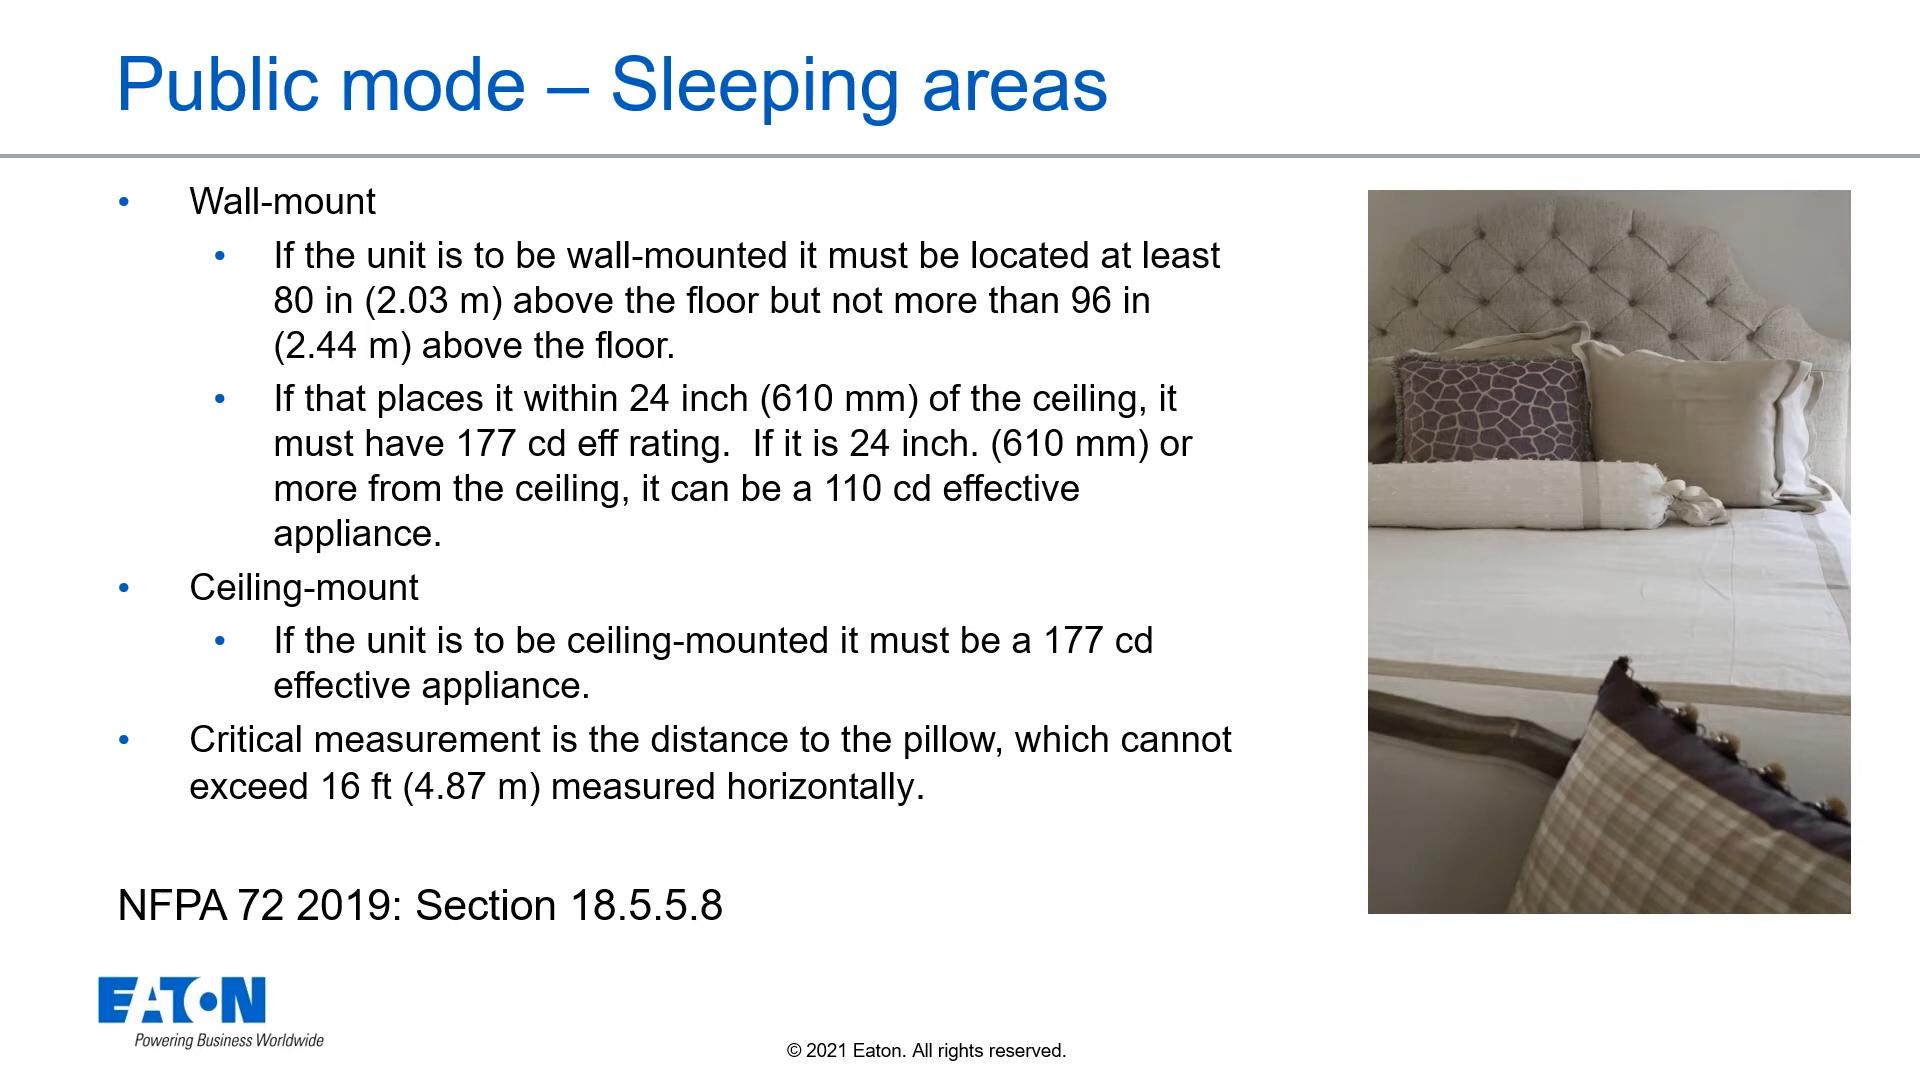 Public mode – Sleeping areas
• Wall-mount
• If the unit is to be wall-mounted it must be located at least
80 in (2.03 m) above the floor but not more than 96 in
(2.44 m) above the floor.
• If that places it within 24 inch (610 mm) of the ceiling, it
must have 177 cd eff rating.  If it is 24 inch. (610 mm) or
more from the ceiling, it can be a 110 cd effective
appliance.
• Ceiling-mount
• If the unit is to be ceiling-mounted it must be a 177 cd
effective appliance.
• Critical measurement is the distance to the pillow, which cannot
exceed 16 ft (4.87 m) measured horizontally.
NFPA 72 2019: Section 18.5.5.8
EATON
Powering Business Worldwide
© 2021 Eaton. All rights reserved.